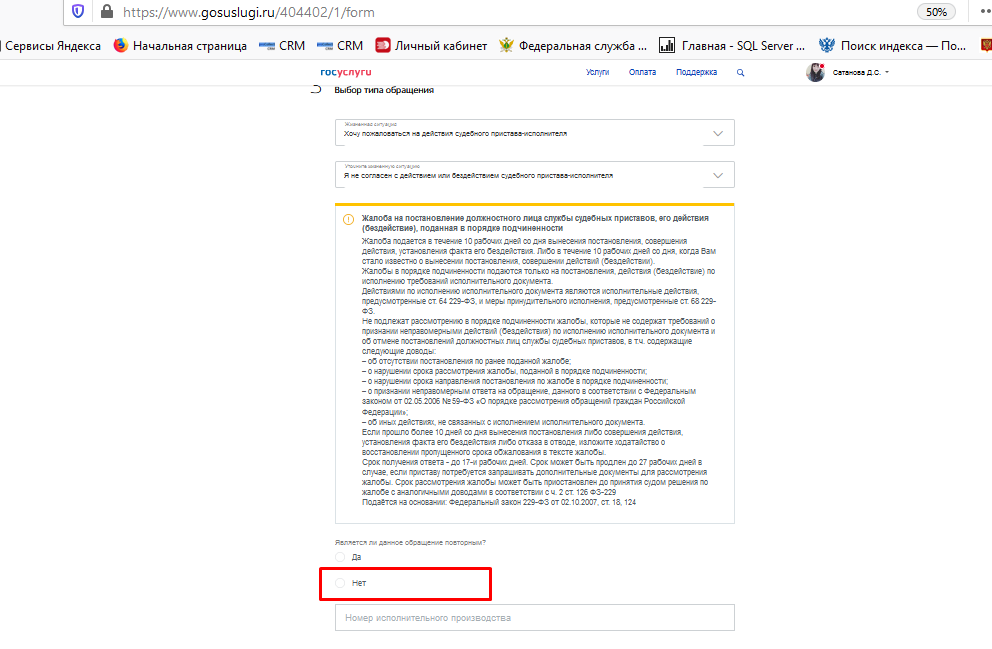 https://www.gosuslugi.ru/404402/1/form
50%
Сервисы Яндекса
Начальная страница
CRM
CRM
Личный кабинет
Федеральная служба ...
Главная - SQL Server ...
Поиск индекса — По...
госуслуги
Услуги
Оплата
Поддержка
Сатанова Д.С.
Выбор типа обращения
Жизненная ситуация
Хочу пожаловаться на действия судебного пристава-исполнителя
Уточните жизненную ситуацию
Я не согласен с действием или бездействием судебного пристава-исполнителя
Жалоба на постановление должностного лица службы судебных приставов, его действия
(бездействие), поданная в порядке подчиненности
Жалоба подается в течение 10 рабочих дней со дня вынесения постановления, совершения
действия, установления факта его бездействия. Либо в течение 10 рабочих дней со дня, когда Вам
стало известно о вынесении постановления, совершении действий (бездействии).
Жалобы в порядке подчиненности подаются только на постановления, действия (бездействие) по
исполнению требований исполнительного документа.
Действиями по исполнению исполнительного документа являются исполнительные действия,
предусмотренные ст. 64 229-ФЗ, и меры принудительного исполнения, предусмотренные ст. 68 229-
ФЗ.
Не подлежат рассмотрению в порядке подчиненности жалобы, которые не содержат требований о
признании неправомерными действий (бездействия) по исполнению исполнительного документа и
об отмене постановлений должностных лиц службы судебных приставов, в т.ч. содержащие
следующие доводы:
– об отсутствии постановления по ранее поданной жалобе;
– о нарушении срока рассмотрения жалобы, поданной в порядке подчиненности;
– о нарушении срока направления постановления по жалобе в порядке подчиненности;
– о признании неправомерным ответа на обращение, данного в соответствии с Федеральным
законом от 02.05.2006 № 59-ФЗ «О порядке рассмотрения обращений граждан Российской
Федерации»;
– об иных действиях, не связанных с исполнением исполнительного документа.
Если прошло более 10 дней со дня вынесения постановления либо совершения действия,
установления факта его бездействия либо отказа в отводе, изложите ходатайство о
восстановлении пропущенного срока обжалования в тексте жалобы.
Срок получения ответа - до 17-и рабочих дней. Срок может быть продлен до 27 рабочих дней в
случае, если приставу потребуется запрашивать дополнительные документы для рассмотрения
жалобы. Срок рассмотрения жалобы может быть приостановлен до принятия судом решения по
жалобе с аналогичными доводами в соответствии с ч. 2 ст. 126 ФЗ-229
Подаётся на основании: Федеральный закон 229-ФЗ от 02.10.2007, ст. 18, 124
Является ли данное обращение повторным?
Да
Нет
Номер исполнительного производства